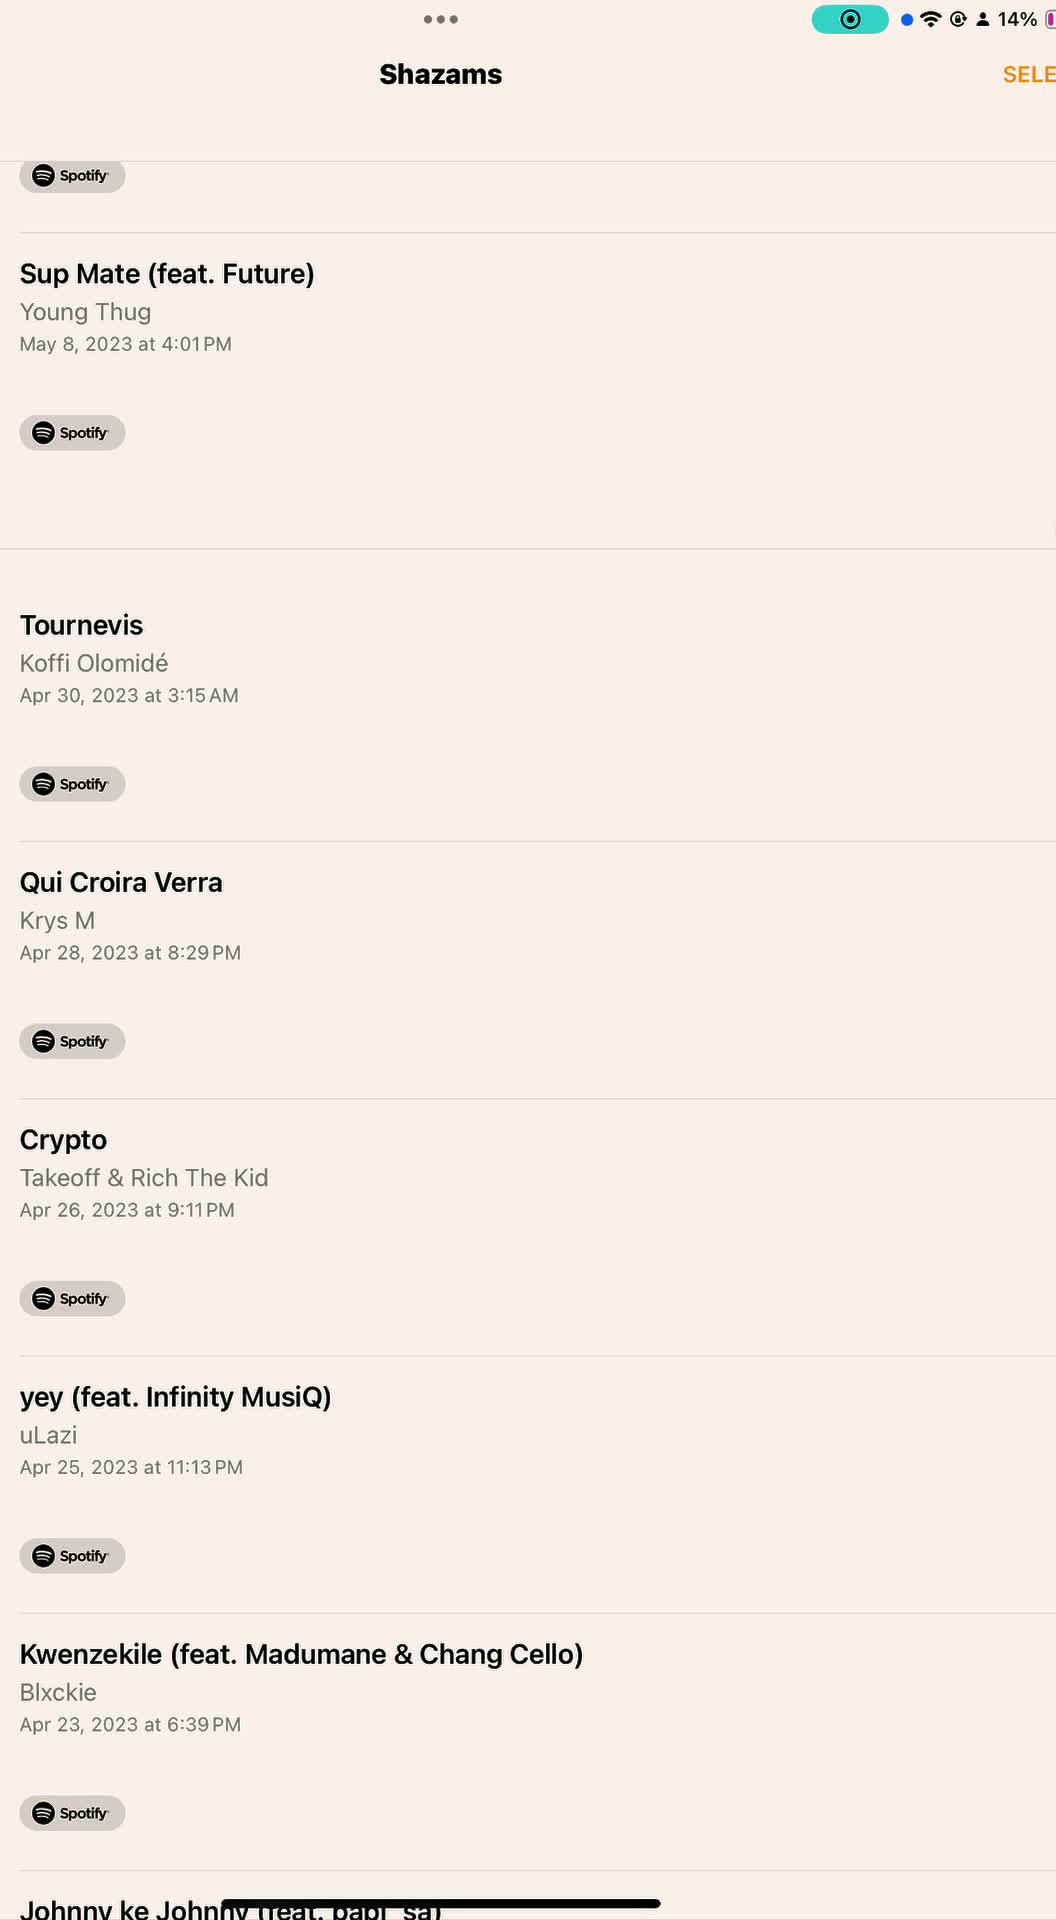 14%
Shazams
SELE
Spotify
Sup Mate (feat. Future)
Young Thug
May 8, 2023 at 4:01 PM
Spotify
Tournevis
Koffi Olomidé
Apr 30, 2023 at 3:15 AM
Spotify
Qui Croira Verra
Krys M
Apr 28, 2023 at 8:29 PM
Spotify
Crypto
Takeoff & Rich The Kid
Apr 26, 2023 at 9:11 PM
Spotify
yey (feat. Infinity MusiQ)
uLazi
Apr 25, 2023 at 11:13 PM
Spotify
Kwenzekile (feat. Madumane & Chang Cello)
Blxckie
Apr 23, 2023 at 6:39 PM
Spotify
Johnny ke Johnny (feat. papi_sa)